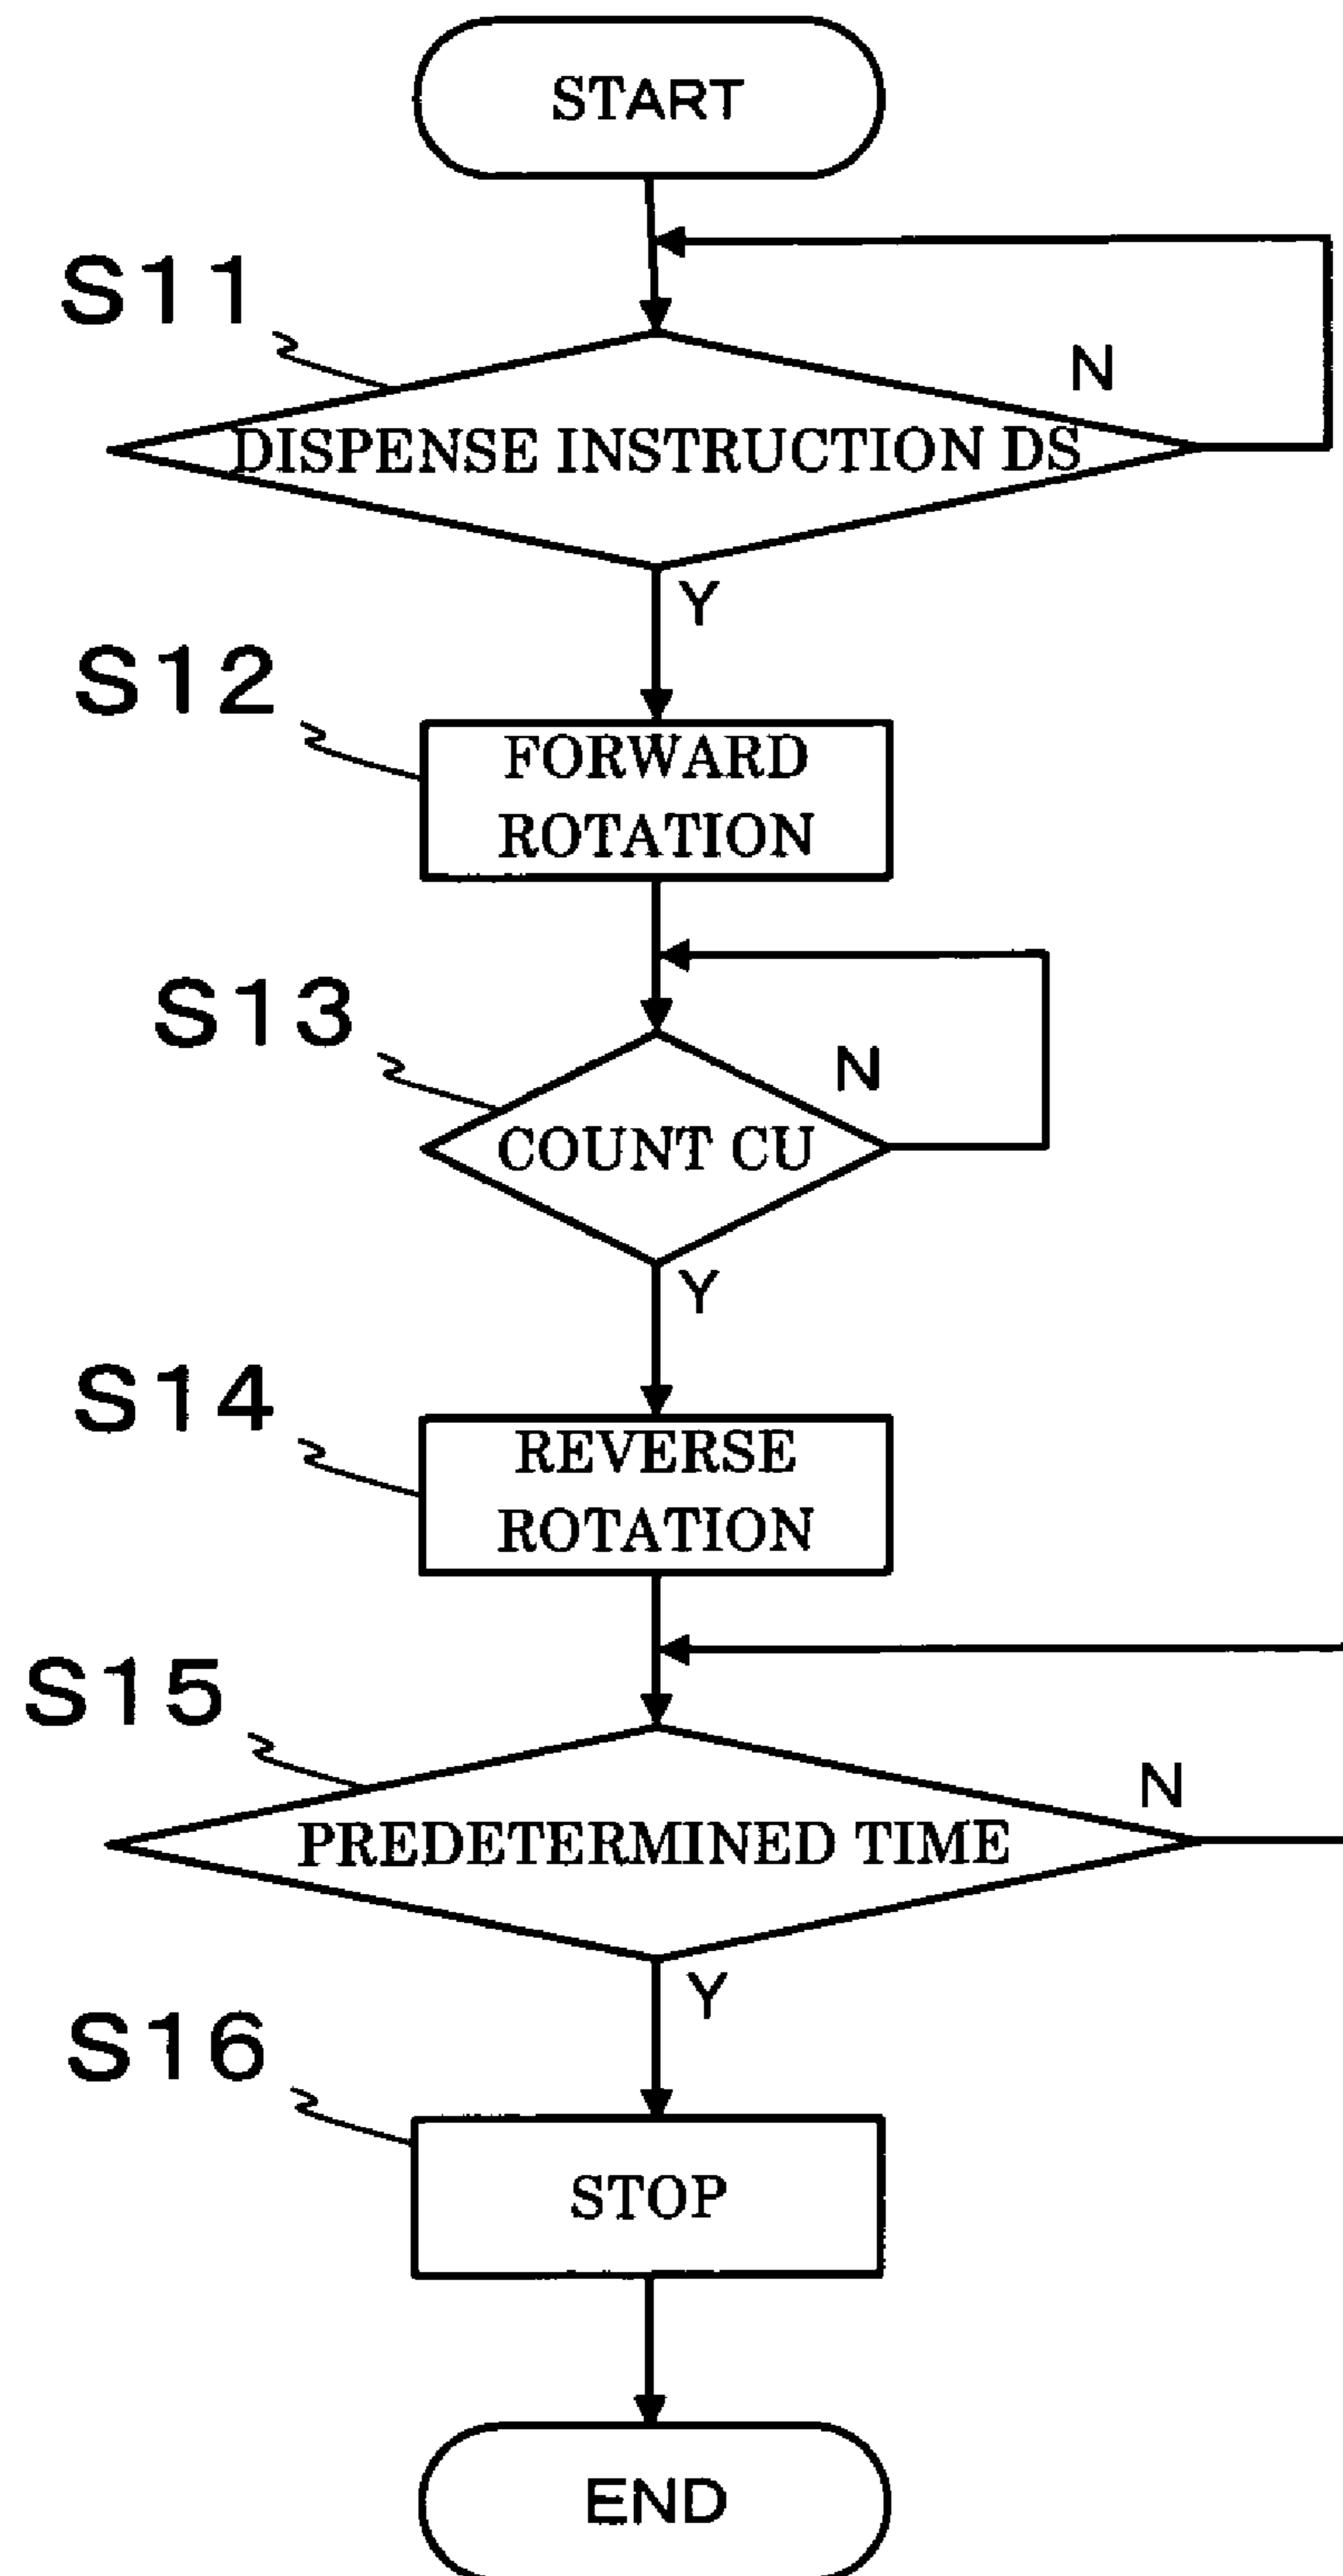 START
S11
N
DISPENSE INSTRUCTION DS
Y
S12
FORWARD
ROTATION
S13
N
COUNT CU
Y
S14
REVERSE
ROTATION
S15
N
PREDETERMINED TIME
Y
S16
STOP
END